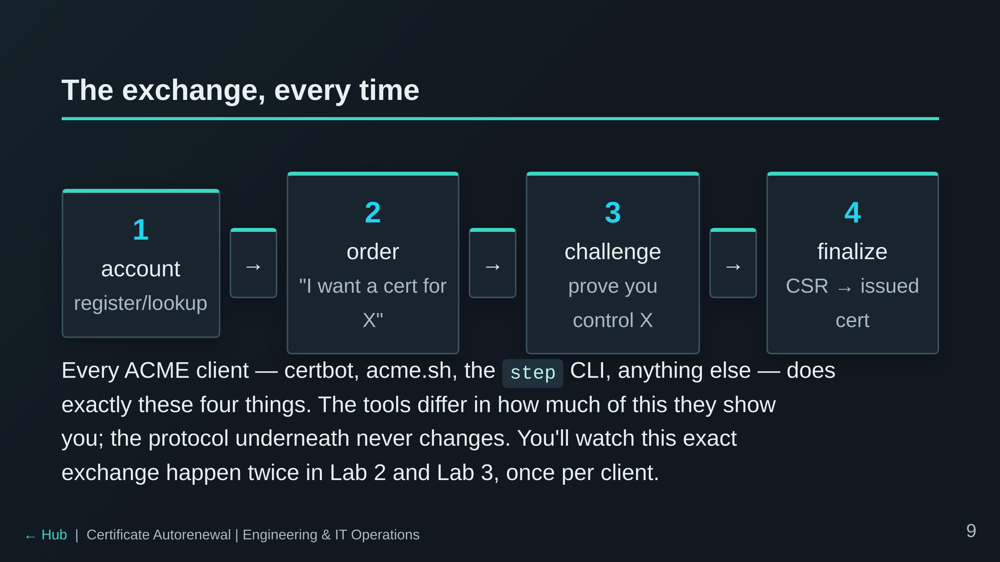 The exchange, every time
1
account
register/lookup
→
2
order
"I want a cert for
X"
→
3
challenge
prove you
control X
→
4
finalize
CSR → issued
cert
Every ACME client — certbot, acme.sh, the step CLI, anything else — does
exactly these four things. The tools differ in how much of this they show
you; the protocol underneath never changes. You'll watch this exact
exchange happen twice in Lab 2 and Lab 3, once per client.
← Hub | Certificate Autorenewal | Engineering & IT Operations
9